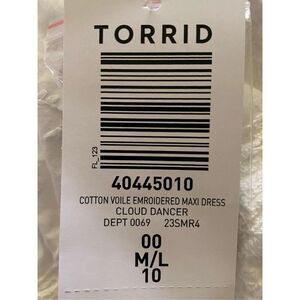 TORRID
FL_123
40445010
COTTON VOILE EMROIDERED MAXI DRESS
CLOUD DANCER
DEPT 0069 23SMR4
00
M/L
10